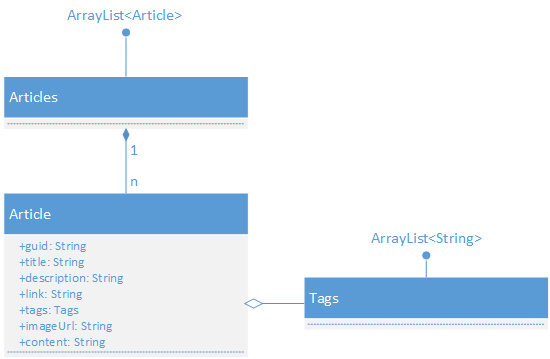 ArrayList<Article>
Articles
1
n
Article
+guid: String
+title: String
+description: String
+link: String
+tags: Tags
+imageUrl: String
+content: String
ArrayList<String>
Tags